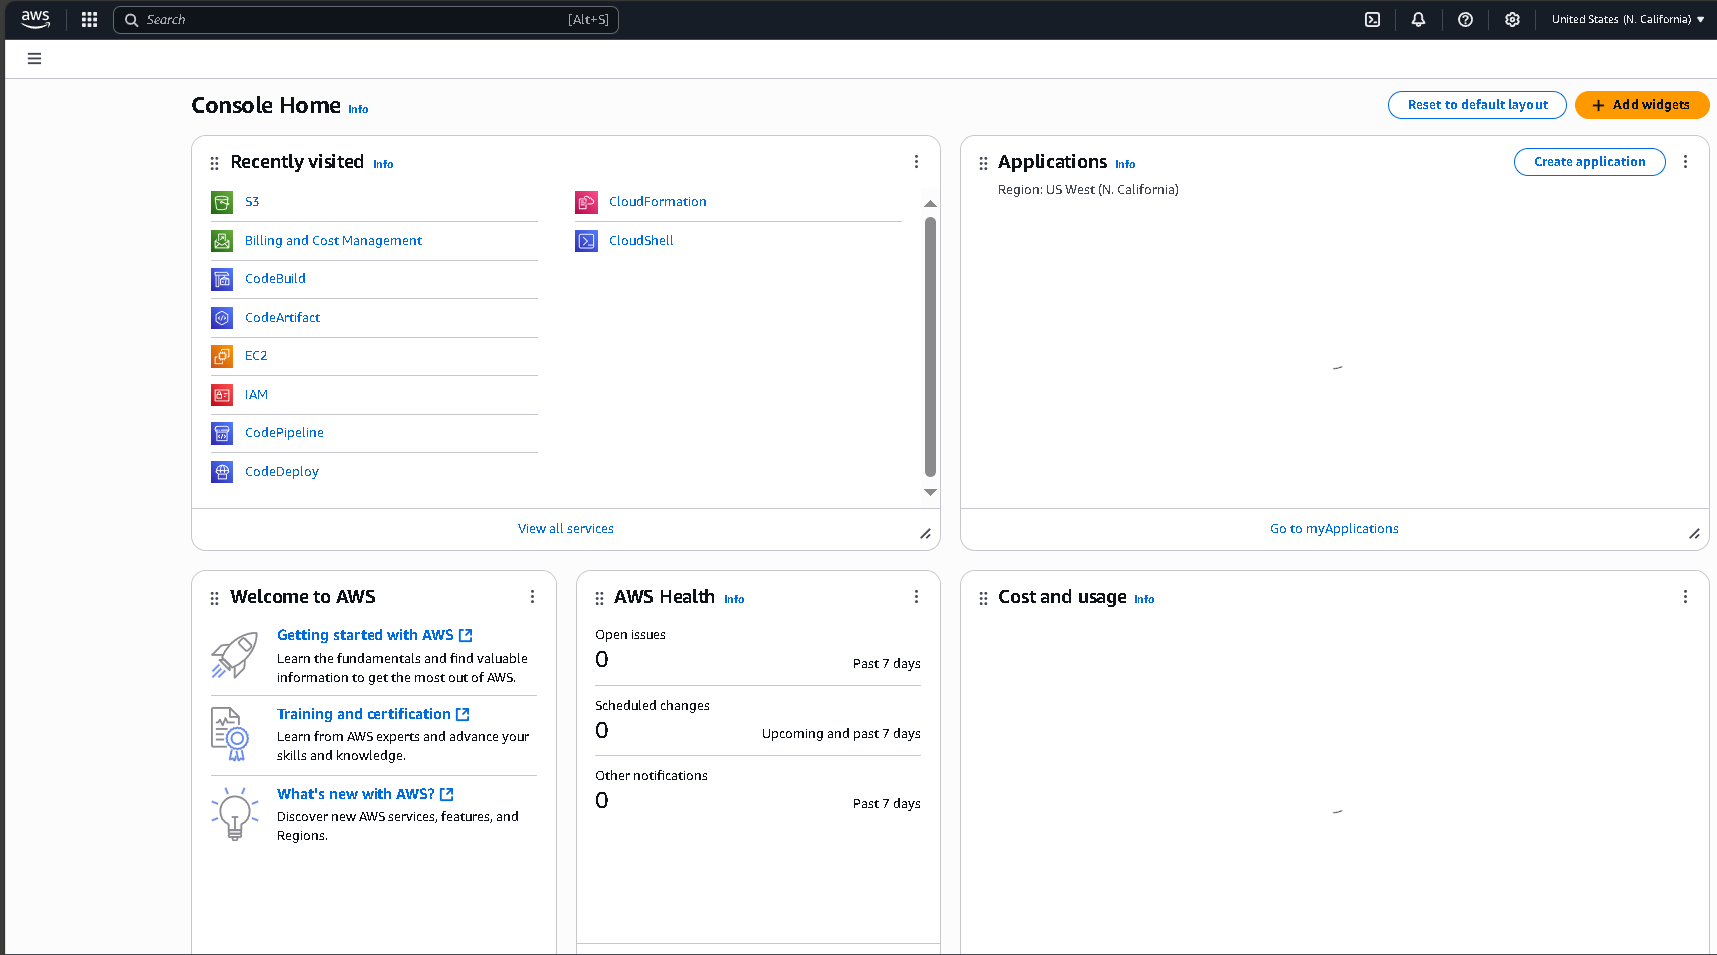 aws
Search [Alt+S]
United States (N. California)
Console Home Info
Reset to default layout
Add widgets
Recently visited Info
S3
Billing and Cost Management
CodeBuild
CodeArtifact
EC2
IAM
CodePipeline
CodeDeploy
CloudFormation
CloudShell
View all services
Applications Info
Create application
Region: US West (N. California)
Go to myApplications
Welcome to AWS
Getting started with AWS
Learn the fundamentals and find valuable
information to get the most out of AWS.
Training and certification
Learn from AWS experts and advance your
skills and knowledge.
What's new with AWS?
Discover new AWS services, features, and
Regions.
AWS Health Info
Open issues
0
Past 7 days
Scheduled changes
0
Upcoming and past 7 days
Other notifications
0
Past 7 days
Cost and usage Info